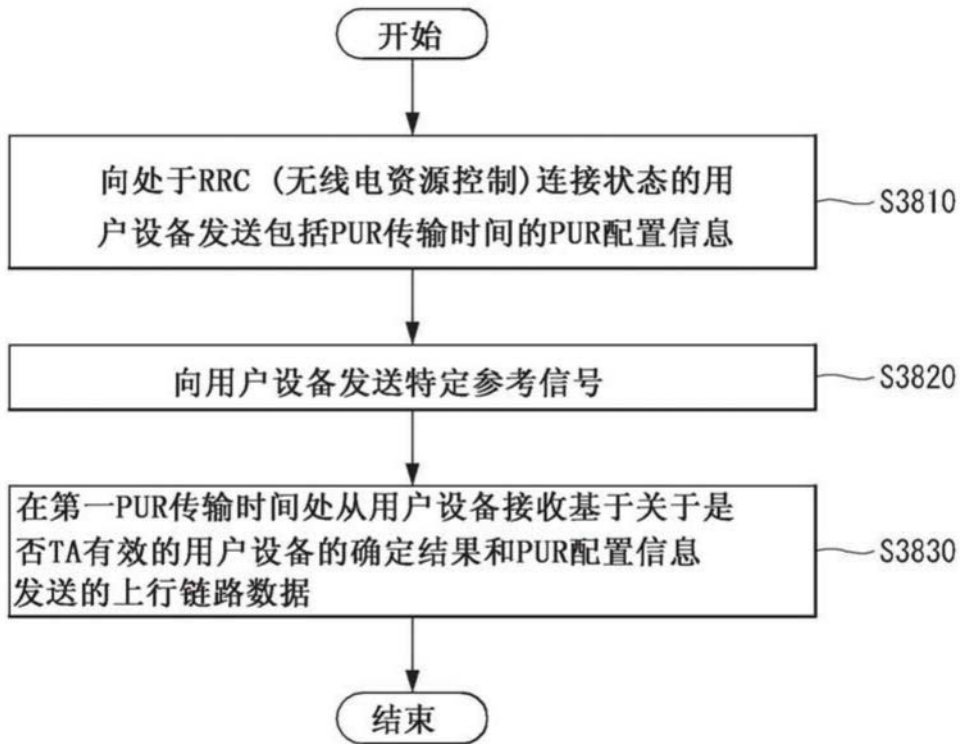 开始
向处于RRC (无线电资源控制)连接状态的用
户设备发送包括PUR传输时间的PUR配置信息
S3810
向用户设备发送特定参考信号
S3820
在第一PUR传输时间处从用户设备接收基于关于是
否TA有效的用户设备的确定结果和PUR配置信息
发送的上行链路数据
S3830
结束